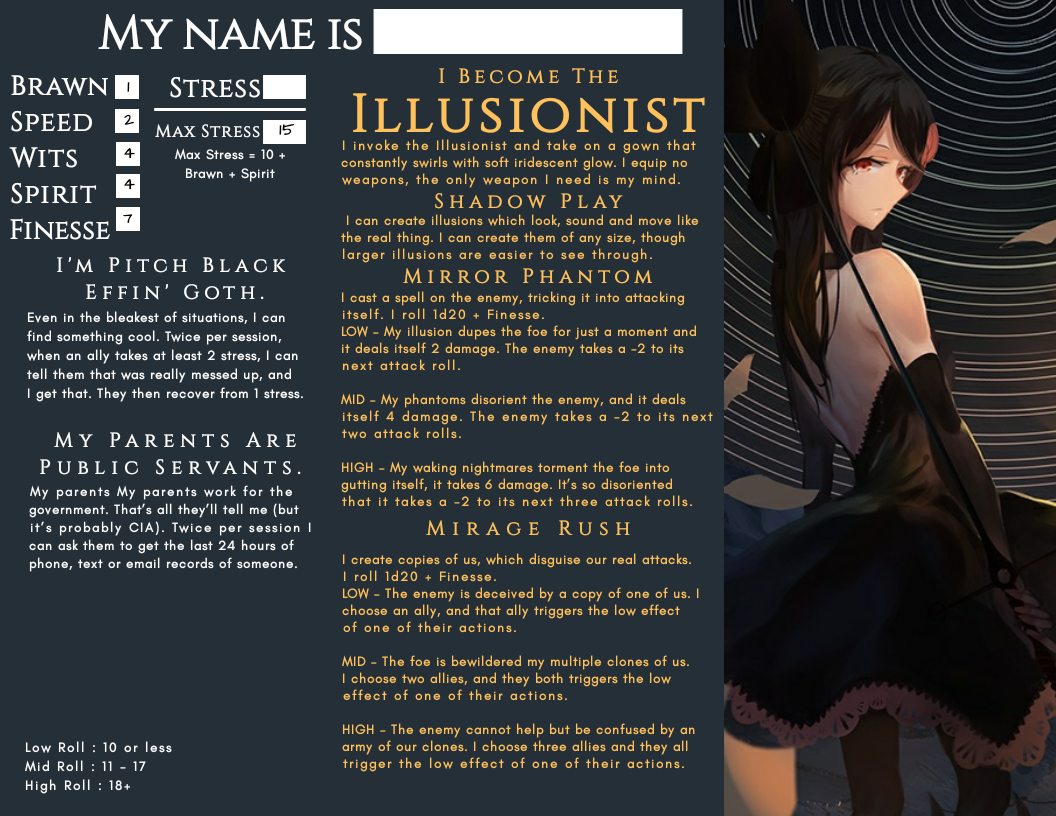 My name is
Brawn 1
Speed 2
Wits 4
Spirit 4
Finesse 7
Stress
Max Stress 15
Max Stress = 10 +
Brawn + Spirit
I'm Pitch Black
Effin' Goth.
Even in the bleakest of situations, I can
find something cool. Twice per session,
when an ally takes at least 2 stress, I can
tell them that was really messed up, and
I get that. They then recover from 1 stress.
My Parents Are
Public Servants.
My parents My parents work for the
government. That's all they'll tell me (but
it's probably CIA). Twice per session I
can ask them to get the last 24 hours of
phone, text or email records of someone.
Low Roll : 10 or less
Mid Roll : 11 - 17
High Roll : 18+
I Become The
Illusionist
I invoke the Illusionist and take on a gown that
constantly swirls with soft iridescent glow. I equip no
weapons, the only weapon I need is my mind.
Shadow Play
I can create illusions which look, sound and move like
the real thing. I can create them of any size, though
larger illusions are easier to see through.
Mirror Phantom
I cast a spell on the enemy, tricking it into attacking
itself. I roll 1d20 + Finesse.
LOW - My illusion dupes the foe for just a moment and
it deals itself 2 damage. The enemy takes a -2 to its
next attack roll.
MID - My phantoms disorient the enemy, and it deals
itself 4 damage. The enemy takes a -2 to its next
two attack rolls.
HIGH - My waking nightmares torment the foe into
gutting itself, it takes 6 damage. It's so disoriented
that it takes a -2 to its next three attack rolls.
Mirage Rush
I create copies of us, which disguise our real attacks.
I roll 1d20 + Finesse.
LOW - The enemy is deceived by a copy of one of us. I
choose an ally, and that ally triggers the low effect
of one of their actions.
MID - The foe is bewildered my multiple clones of us.
I choose two allies, and they both triggers the low
effect of one of their actions.
HIGH - The enemy cannot help but be confused by an
army of our clones. I choose three allies and they all
trigger the low effect of one of their actions.